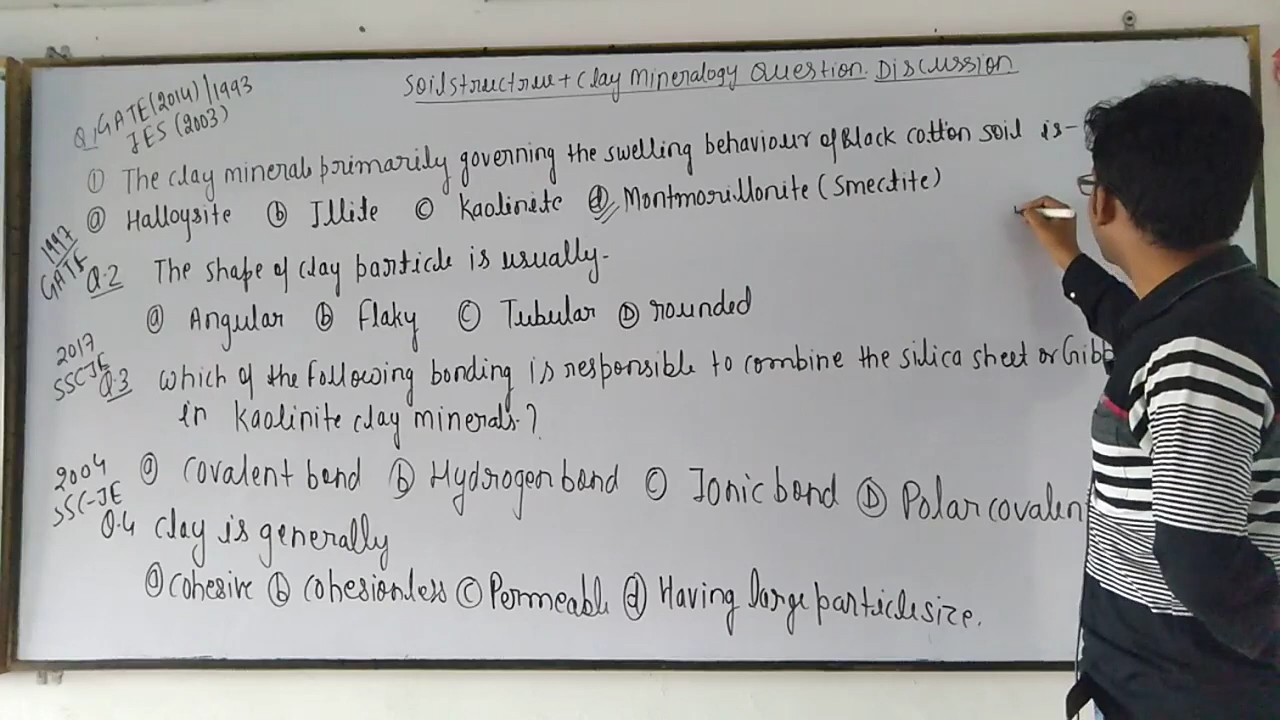 Soil structure + Clay Mineralogy Question Discussion
Q1, GATE (2014) / 1993
IES (2003)
① The clay mineral primarily governing the swelling behaviour of Black cotton soil is-
ⓐ Halloysite ⓑ Illite ⓒ Kaolinite ⓓ Montmorillonite (Smectite)
1997
GATE
Q.2 The shape of clay particle is usually-
ⓐ Angular ⓑ Flaky ⓒ Tubular ⓓ rounded
2017
SSCJE
Q.3 which of the following bonding is responsible to combine the silica sheet or Gibb
in Kaolinite clay minerals.?
ⓐ Covalent bond ⓑ Hydrogen bond ⓒ Ionic bond Ⓓ Polar covalen
2004
SSC-JE
Q.4 clay is generally
ⓐ cohesive ⓑ cohesionless ⓒ Permeable ⓓ Having large particle size.